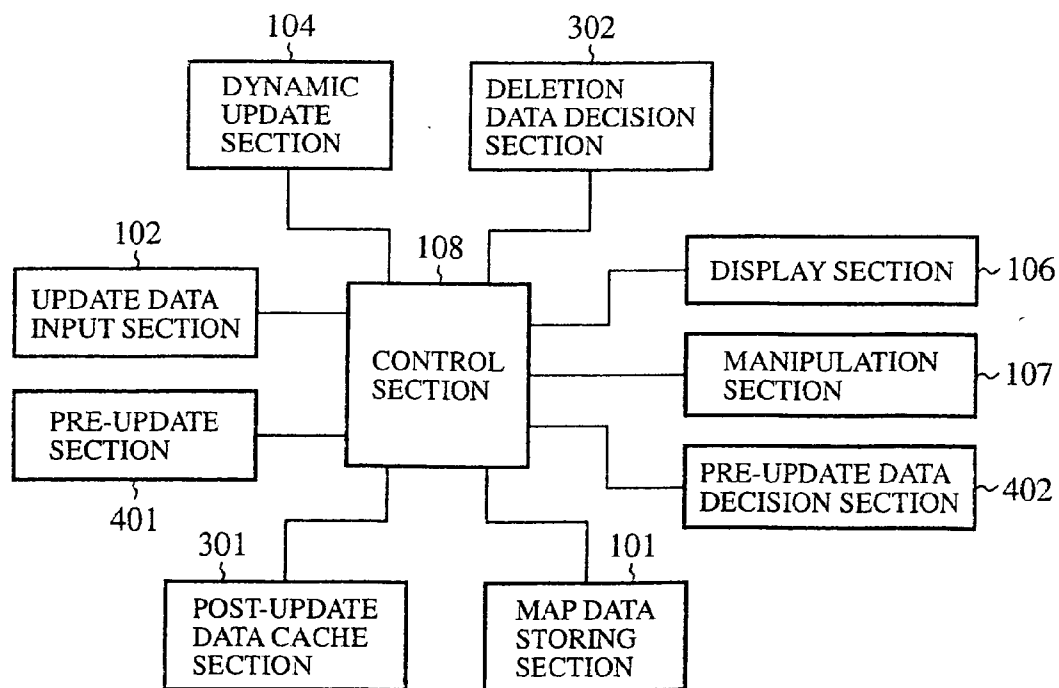 104
DYNAMIC
UPDATE
SECTION
302
DELETION
DATA DECISION
SECTION
102
UPDATE DATA
INPUT SECTION
108
CONTROL
SECTION
DISPLAY SECTION
106
MANIPULATION
SECTION
107
PRE-UPDATE
SECTION
401
PRE-UPDATE DATA
DECISION SECTION
402
301
POST-UPDATE
DATA CACHE
SECTION
101
MAP DATA
STORING
SECTION